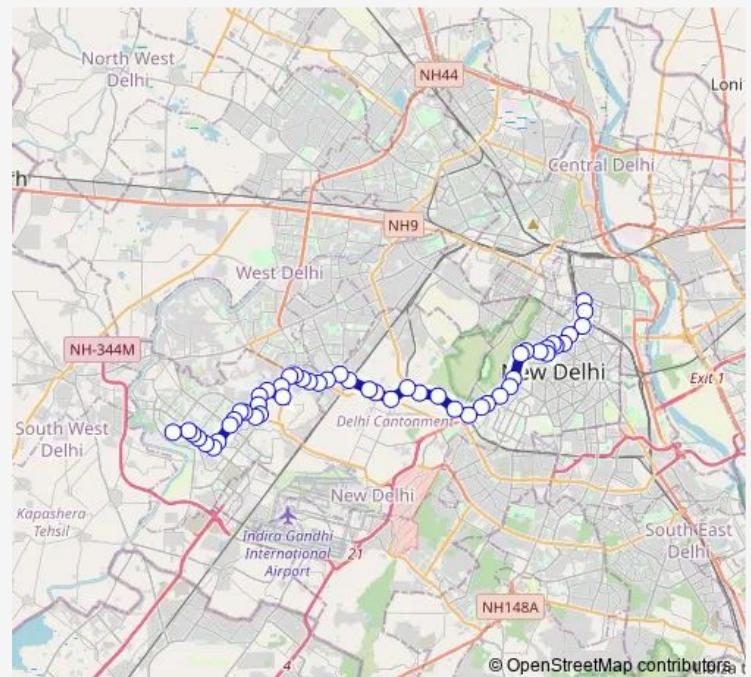 North West
Delhi
NH44
Loni
Central Delhi
NH9
West Delhi
NH-344M
New Delhi
Exit 1
South West
Delhi
Delhi Cantonment
Kapashera
Tehsil
New Delhi
Indira Gandhi
International
Airport
21
South East
Delhi
NH148A
4
© OpenStreetMap contributors